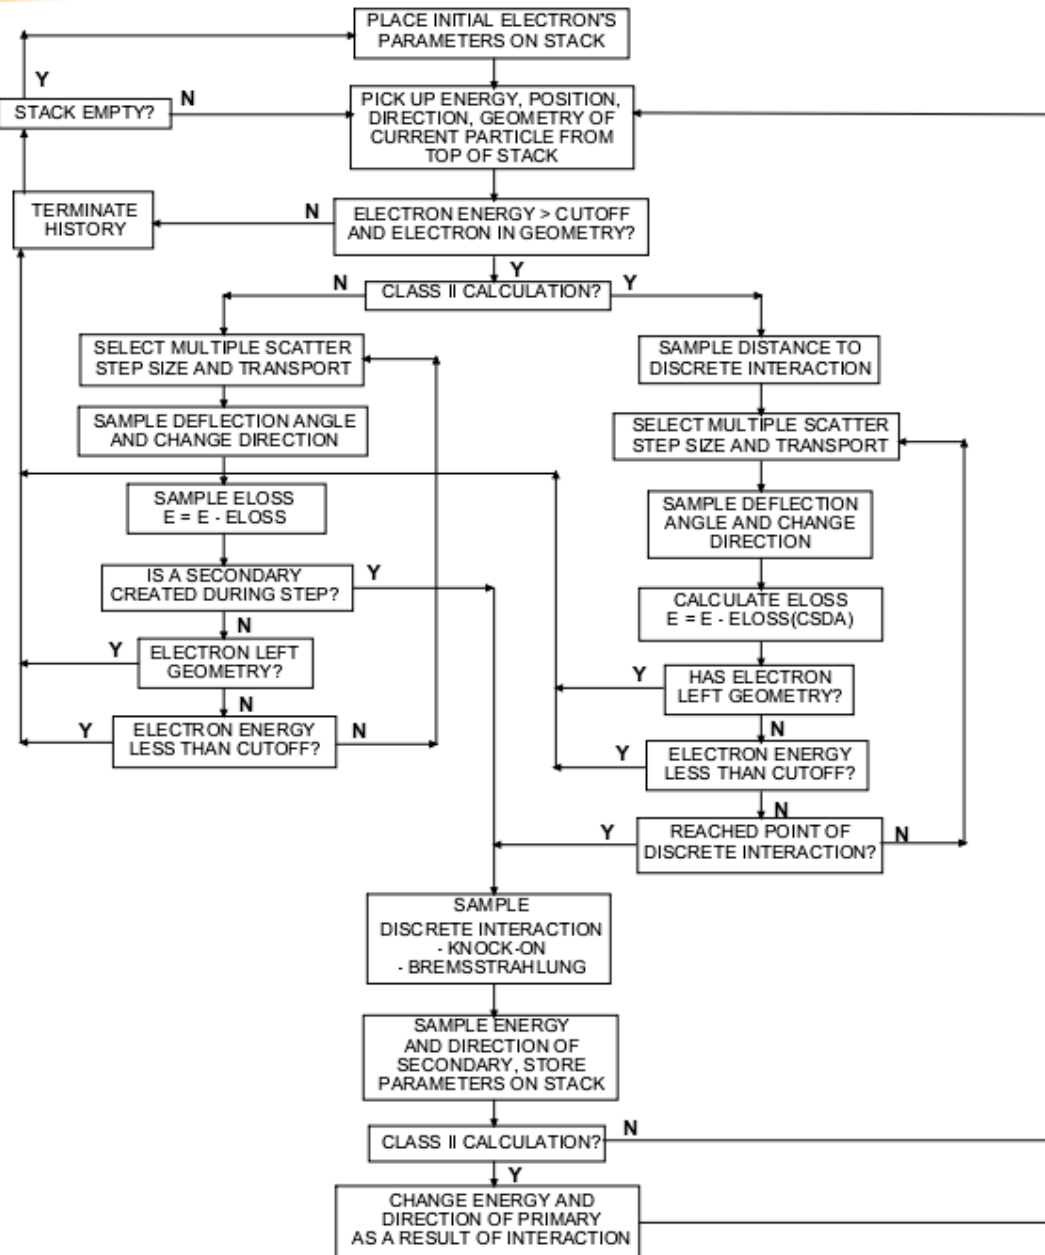 PLACE INITIAL ELECTRON'S
PARAMETERS ON STACK
Y
STACK EMPTY?
N
PICK UP ENERGY, POSITION,
DIRECTION, GEOMETRY OF
CURRENT PARTICLE FROM
TOP OF STACK
TERMINATE
HISTORY
N
ELECTRON ENERGY > CUTOFF
AND ELECTRON IN GEOMETRY?
Y
N
CLASS II CALCULATION?
Y
SELECT MULTIPLE SCATTER
STEP SIZE AND TRANSPORT
SAMPLE DEFLECTION ANGLE
AND CHANGE DIRECTION
SAMPLE ELOSS
E = E - ELOSS
IS A SECONDARY
CREATED DURING STEP?
Y
N
Y
ELECTRON LEFT
GEOMETRY?
N
Y
ELECTRON ENERGY
LESS THAN CUTOFF?
N
SAMPLE DISTANCE TO
DISCRETE INTERACTION
SELECT MULTIPLE SCATTER
STEP SIZE AND TRANSPORT
SAMPLE DEFLECTION
ANGLE AND CHANGE
DIRECTION
CALCULATE ELOSS
E = E - ELOSS(CSDA)
Y
HAS ELECTRON
LEFT GEOMETRY?
N
Y
ELECTRON ENERGY
LESS THAN CUTOFF?
N
Y
REACHED POINT OF
DISCRETE INTERACTION?
N
SAMPLE
DISCRETE INTERACTION
- KNOCK-ON
- BREMSSTRAHLUNG
SAMPLE ENERGY
AND DIRECTION OF
SECONDARY, STORE
PARAMETERS ON STACK
CLASS II CALCULATION?
N
Y
CHANGE ENERGY AND
DIRECTION OF PRIMARY
AS A RESULT OF INTERACTION